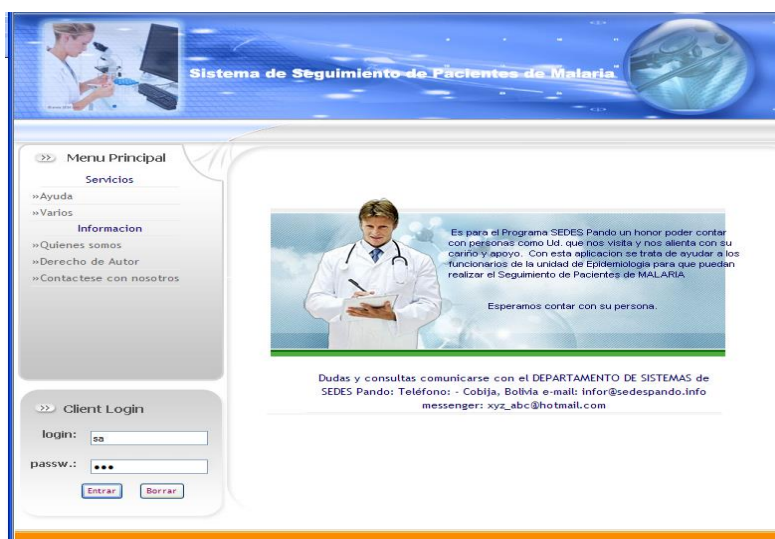 Sistema de Seguimiento de Pacientes de Malaria
Menu Principal
Servicios
»Ayuda
»Varios
Informacion
»Quienes somos
»Derecho de Autor
»Contactese con nosotros
Es para el Programa SEDES Pando un honor poder contar
con personas como Ud. que nos visita y nos alienta con su
cariño y apoyo. Con esta aplicacion se trata de ayudar a los
funcionarios de la unidad de Epidemiologia para que puedan
realizar el Seguimiento de Pacientes de MALARIA
Esperamos contar con su persona.
Dudas y consultas comunicarse con el DEPARTAMENTO DE SISTEMAS de
SEDES Pando: Teléfono: - Cobija, Bolivia e-mail: infor@sedespando.info
messenger: xyz_abc@hotmail.com
Client Login
login: sa
passw.: •••
Entrar Borrar